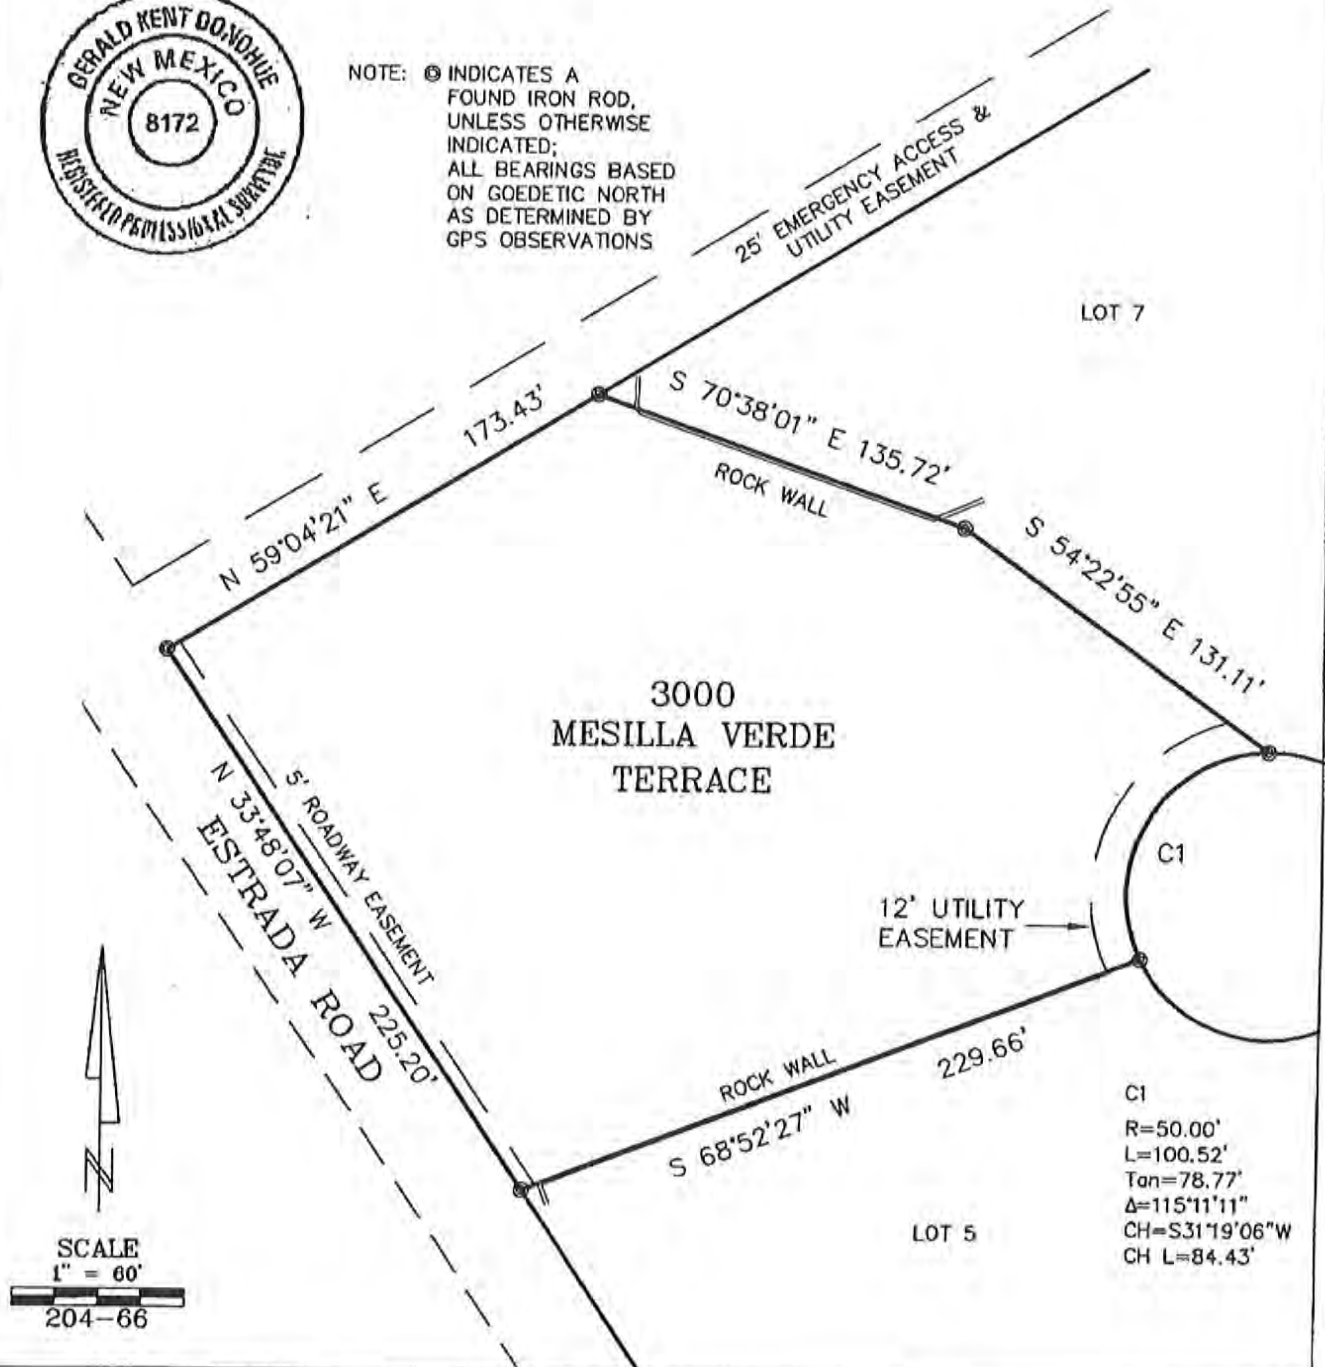 GERALD KENT DONOHUE
NEW MEXICO
8172
REGISTERED
NOTE: INDICATES A
FOUND IRON ROD,
UNLESS OTHERWISE
INDICATED;
ALL BEARINGS BASED
ON GOEDETIC NORTH
AS DETERMINED BY
GPS OBSERVATIONS
25' EMERGENCY ACCESS &
UTILITY EASEMENT
LOT 7
N 59°04'21" E 173.43'
S 70°38'01" E 135.72'
ROCK WALL
S 54°22'55" E 131.11'
3000
MESILLA VERDE
TERRACE
5' ROADWAY EASEMENT
N 33°48'07" W 225.20'
ESTRADA ROAD
C1
12' UTILITY
EASEMENT
ROCK WALL
S 68°52'27" W 229.66'
LOT 5
C1
R=50.00'
L=100.52'
Tan=78.77'
Δ=115°11'11"
CH=S31°19'06"W
CH L=84.43'
N
SCALE
1" = 60'
204-66